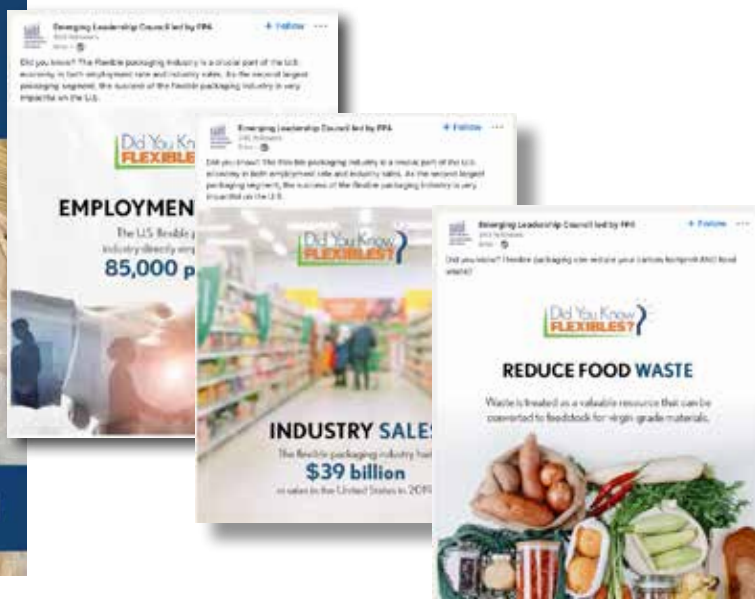 Emerging Leadership Council led by FPA
+ Follow
Did you know? The flexible packaging industry is a crucial part of the U.S.
economy in both employment rate and industry sales. As the second largest
packaging segment, the success of the flexible packaging industry is very
impactful on the U.S.
Did You Kn
FLEXIBLE
EMPLOYMEN
The U.S. flexible p
industry directly emp
85,000 p
Emerging Leadership Council led by FPA
+ Follow
Did you know? The flexible packaging industry is a crucial part of the U.S.
economy in both employment rate and industry sales. As the second largest
packaging segment, the success of the flexible packaging industry is very
impactful on the U.S.
Did You Know
FLEXIBLES?
INDUSTRY SALES
The flexible packaging industry had
$39 billion
in sales in the United States in 2019
Emerging Leadership Council led by FPA
+ Follow
Did you know? Flexible packaging can reduce your carbon footprint AND food
waste!
Did You Know
FLEXIBLES?
REDUCE FOOD WASTE
Waste is treated as a valuable resource that can be
converted to feedstock for virgin-grade materials.